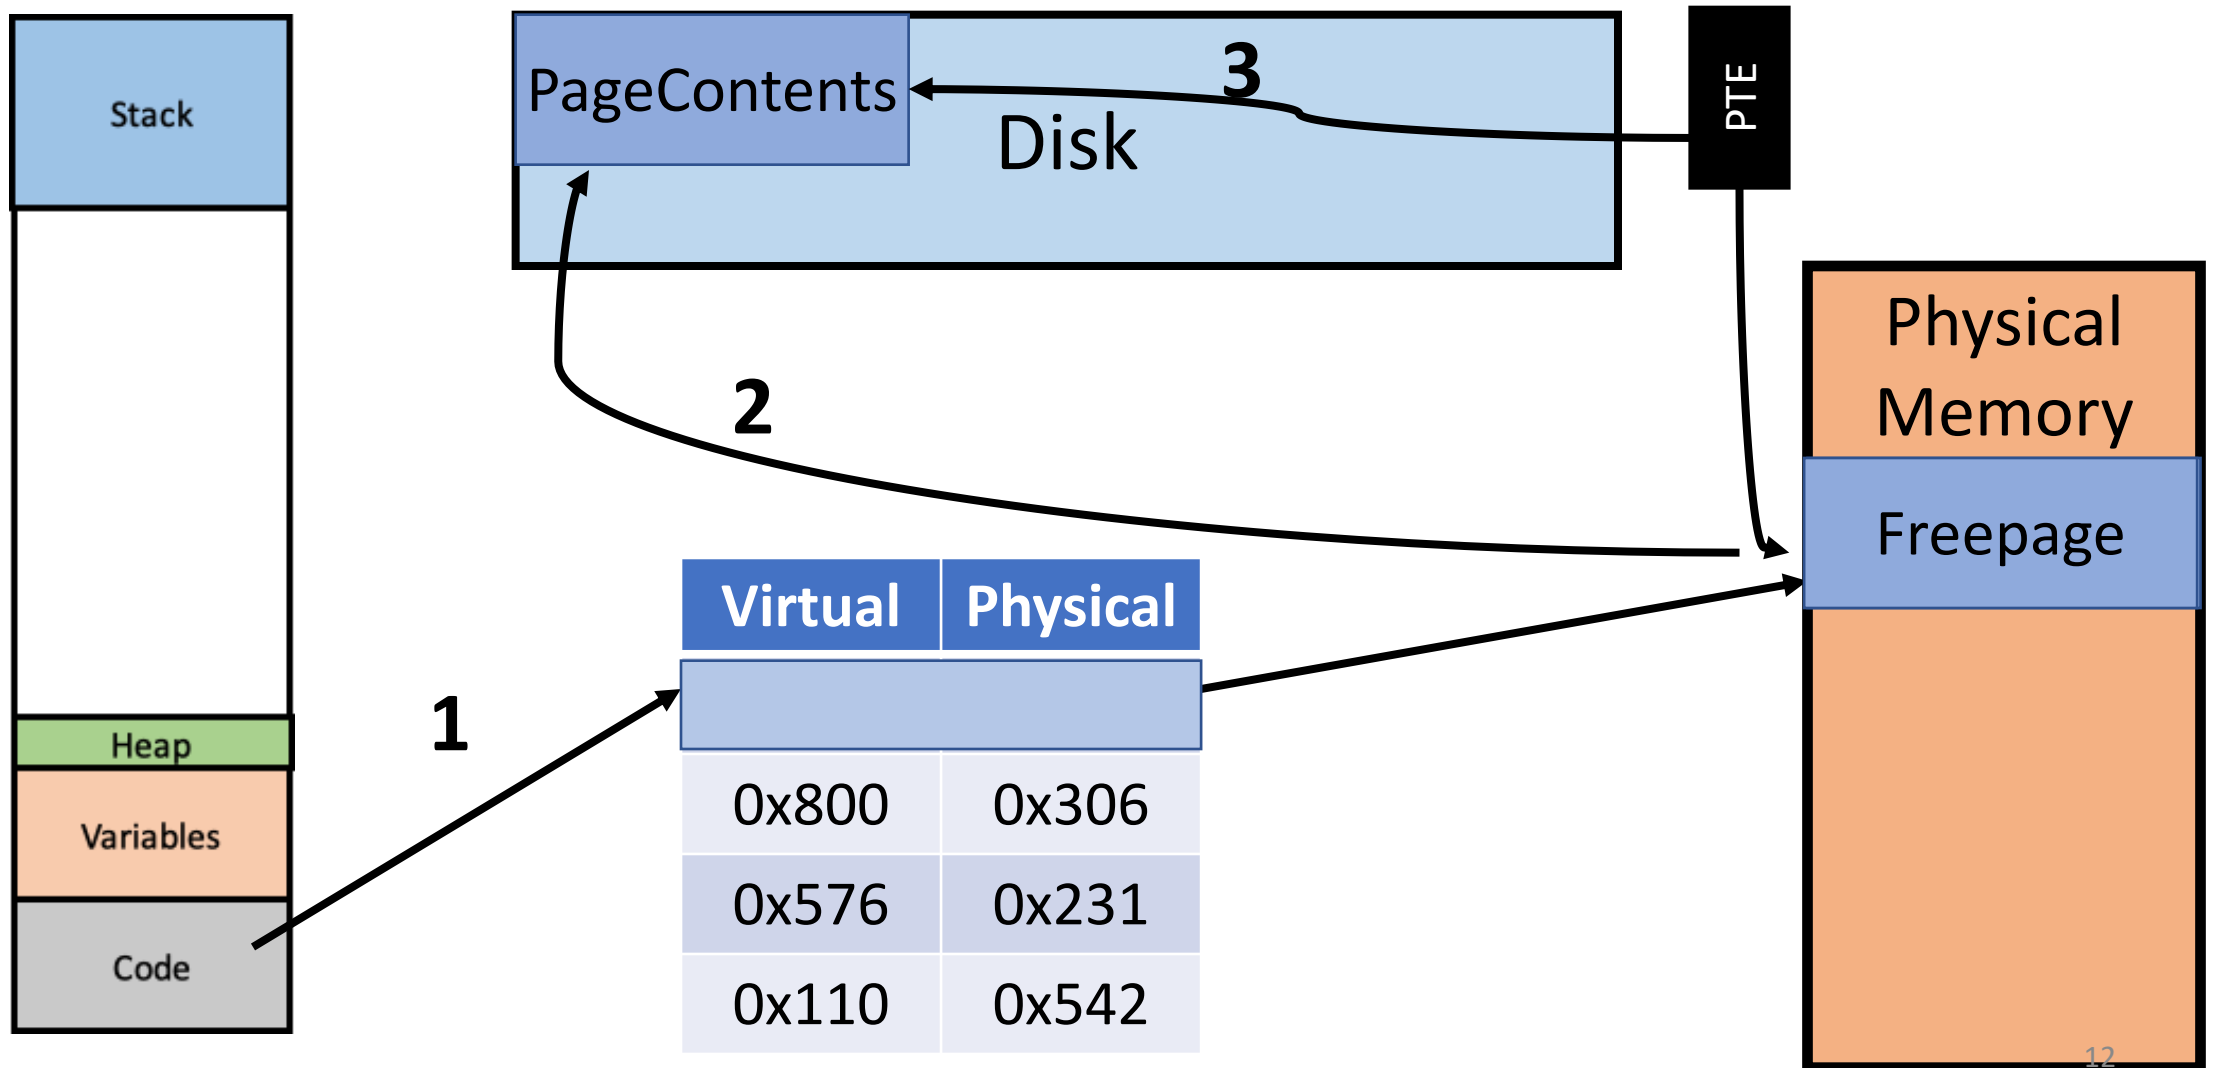 Stack
Heap
Variables
Code
PageContents
Disk
3
PTE
2
1
Virtual Physical
0x800 0x306
0x576 0x231
0x110 0x542
Physical
Memory
Freepage
12